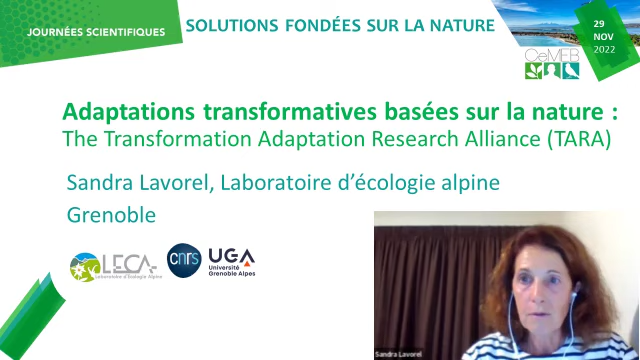 JOURNÉES SCIENTIFIQUES
SOLUTIONS FONDÉES SUR LA NATURE
29
NOV
2022
CeMEB
Adaptations transformatives basées sur la nature :
The Transformation Adaptation Research Alliance (TARA)
Sandra Lavorel, Laboratoire d'écologie alpine
Grenoble
LECA
Laboratoire d'Ecologie Alpine
cnrs
UGA
Université
Grenoble Alpes
Sandra Lavorel